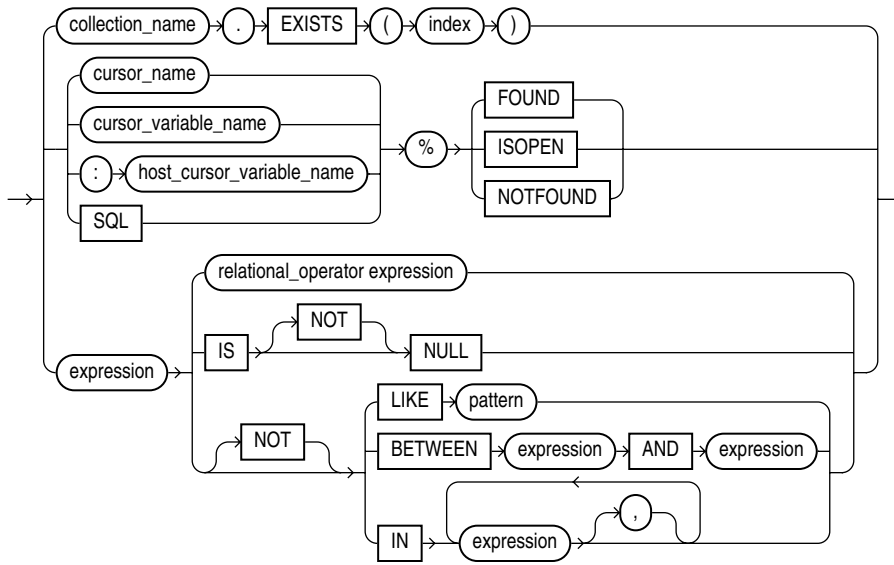 collection_name . EXISTS ( index )
cursor_name
cursor_variable_name
: host_cursor_variable_name
SQL
%
FOUND
ISOPEN
NOTFOUND
expression
relational_operator expression
IS NOT NULL
NOT
LIKE pattern
BETWEEN expression AND expression
IN expression ,